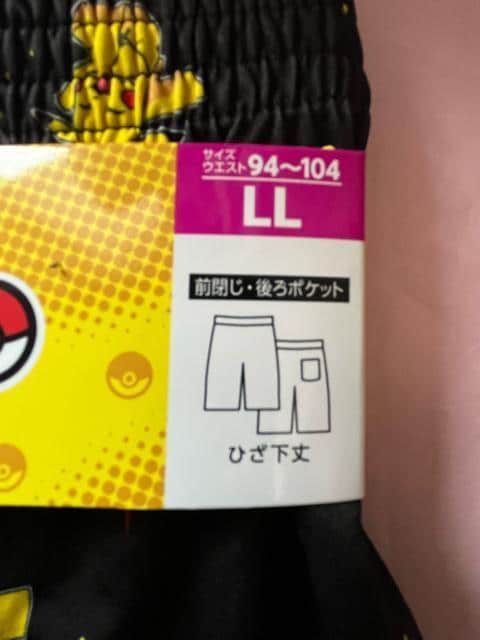 サイズ
ウエスト94〜104
LL
前閉じ・後ろポケット
ひざ下丈